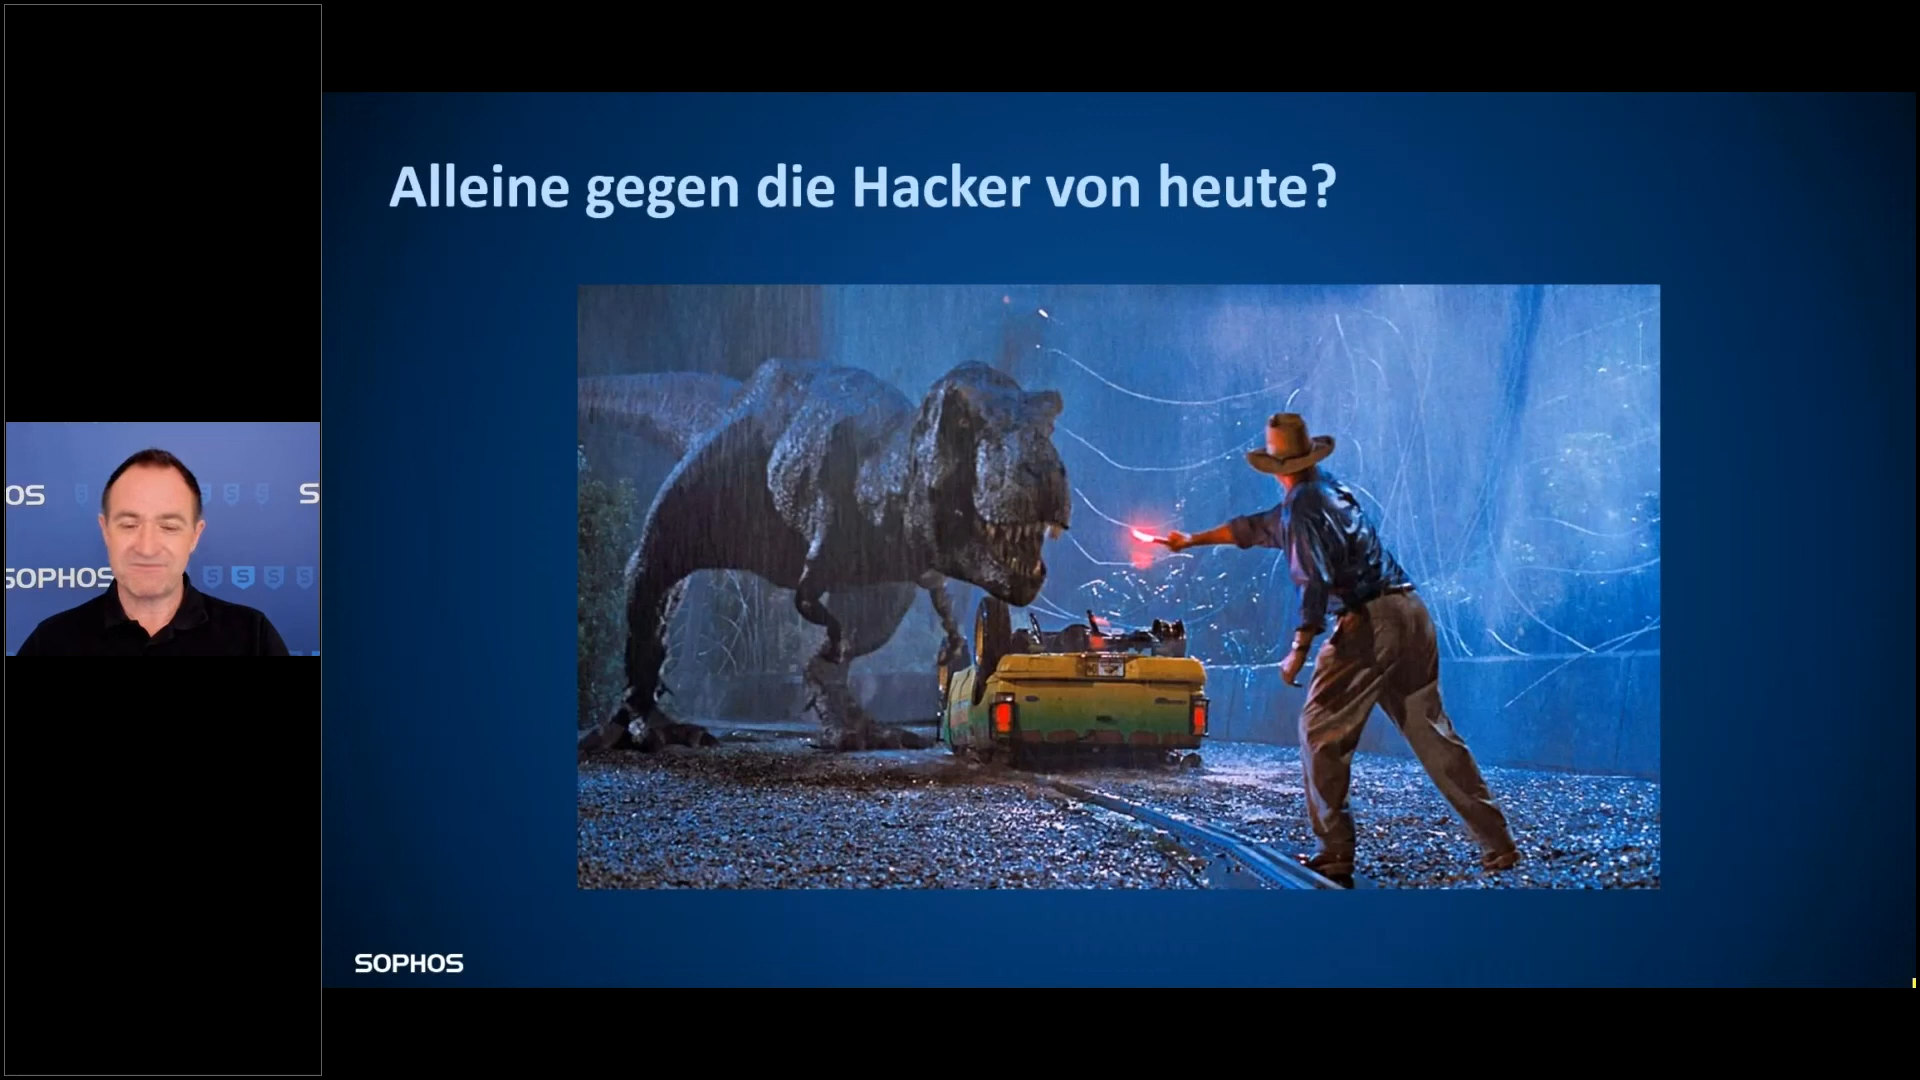 Alleine gegen die Hacker von heute?
OS
S
SOPHOS
SOPHOS